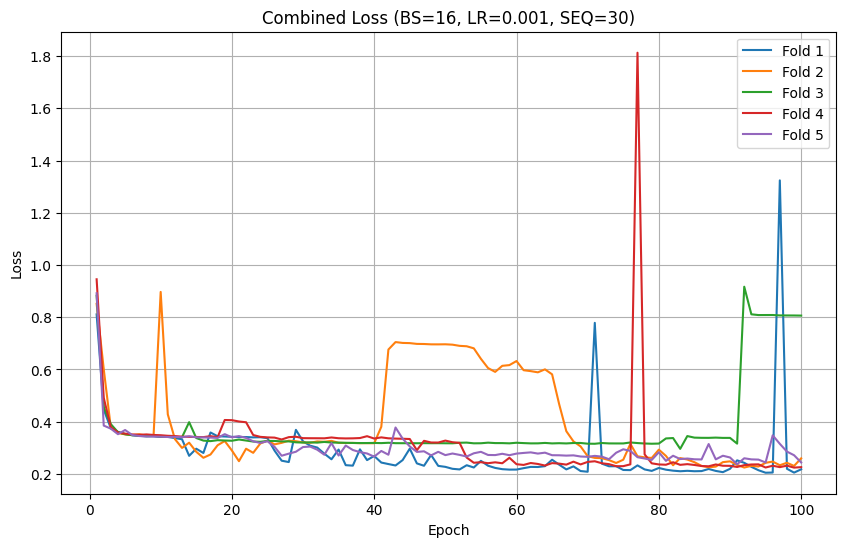 Combined Loss (BS=16, LR=0.001, SEQ=30)
Fold 1
Fold 2
Fold 3
Fold 4
Fold 5
Loss
1.8
1.6
1.4
1.2
1.0
0.8
0.6
0.4
0.2
0 20 40 60 80 100
Epoch